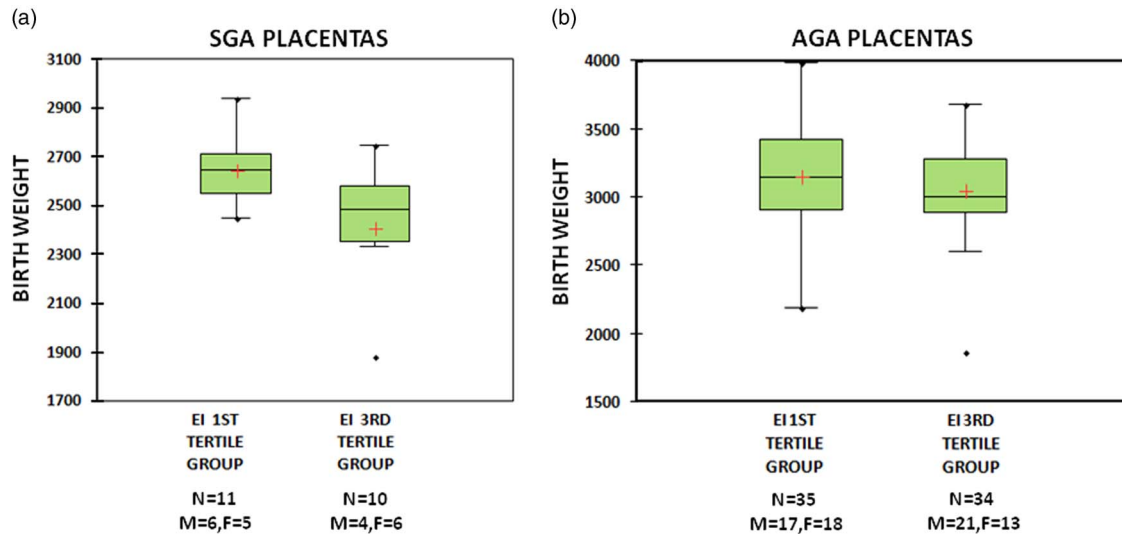 (a)
SGA PLACENTAS
BIRTH WEIGHT
3100
2900
2700
2500
2300
2100
1900
1700
EI 1ST
TERTILE
GROUP
N=11
M=6,F=5
EI 3RD
TERTILE
GROUP
N=10
M=4,F=6
(b)
AGA PLACENTAS
BIRTH WEIGHT
4000
3500
3000
2500
2000
1500
EI 1ST
TERTILE
GROUP
N=35
M=17,F=18
EI 3RD
TERTILE
GROUP
N=34
M=21,F=13